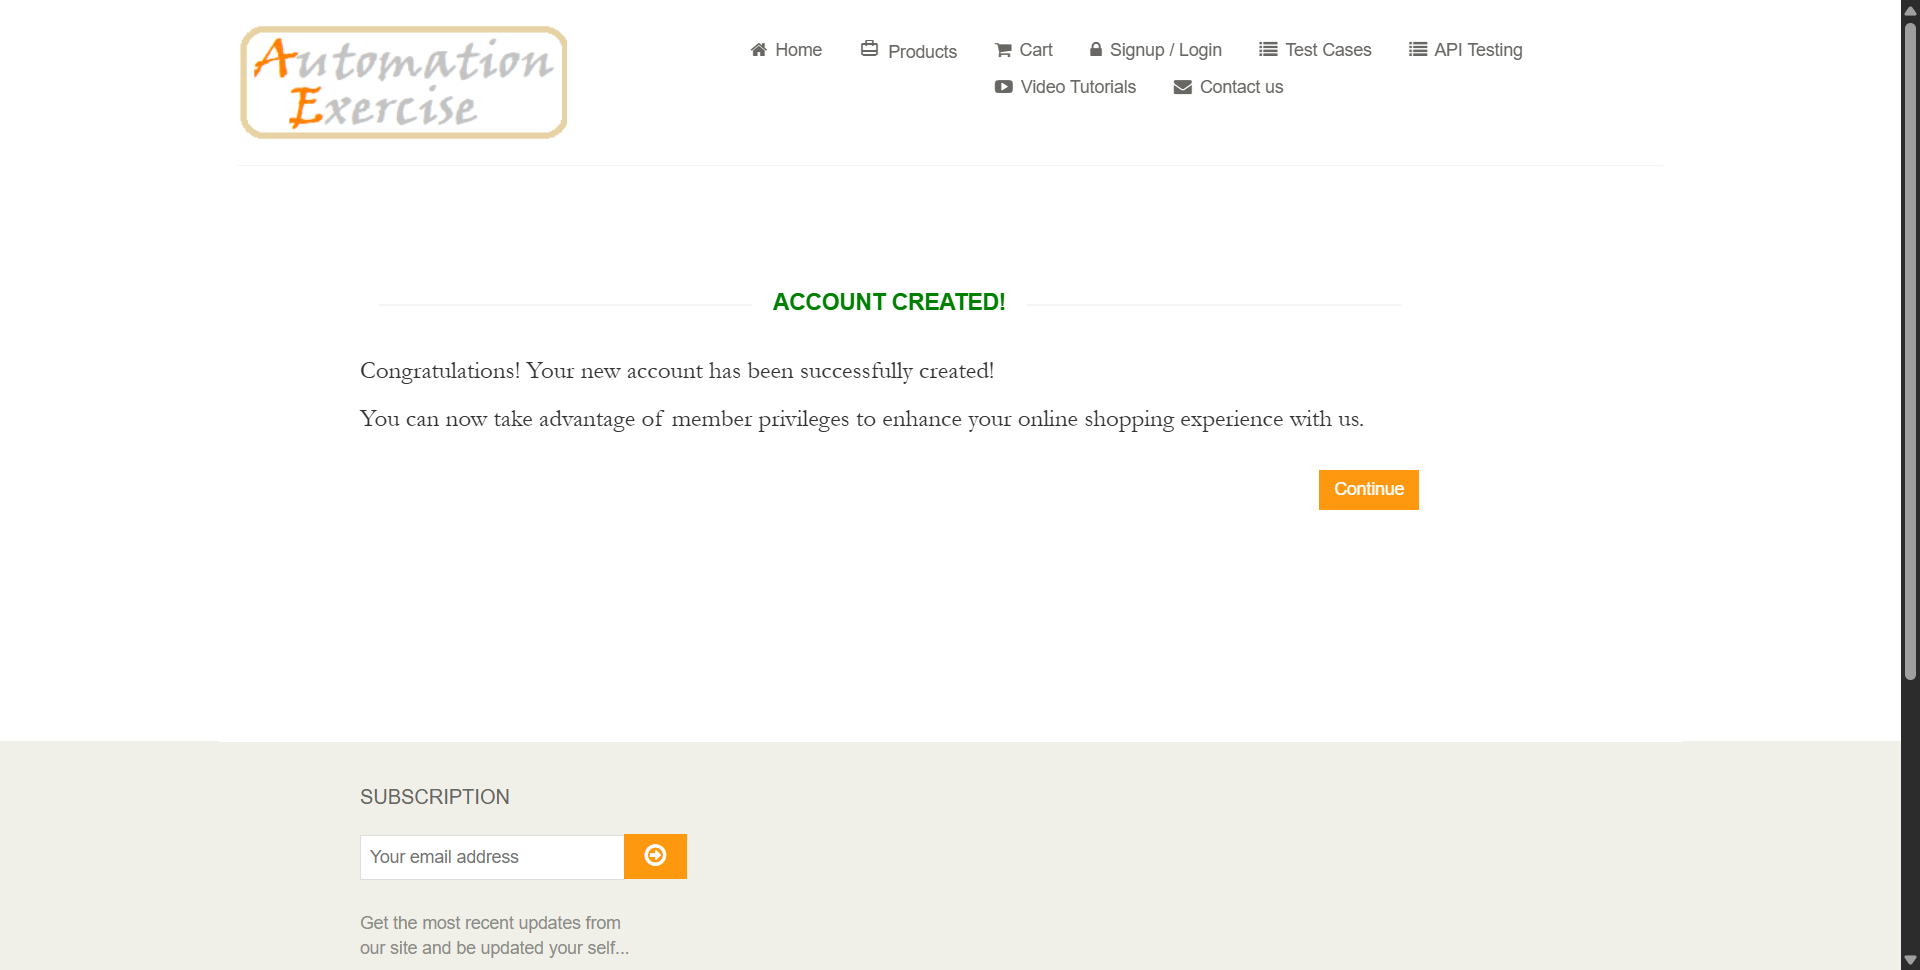 Automation
Exercise
Home
Products
Cart
Signup / Login
Test Cases
API Testing
Video Tutorials
Contact us
ACCOUNT CREATED!
Congratulations! Your new account has been successfully created!
You can now take advantage of member privileges to enhance your online shopping experience with us.
Continue
SUBSCRIPTION
Your email address
Get the most recent updates from
our site and be updated your self...